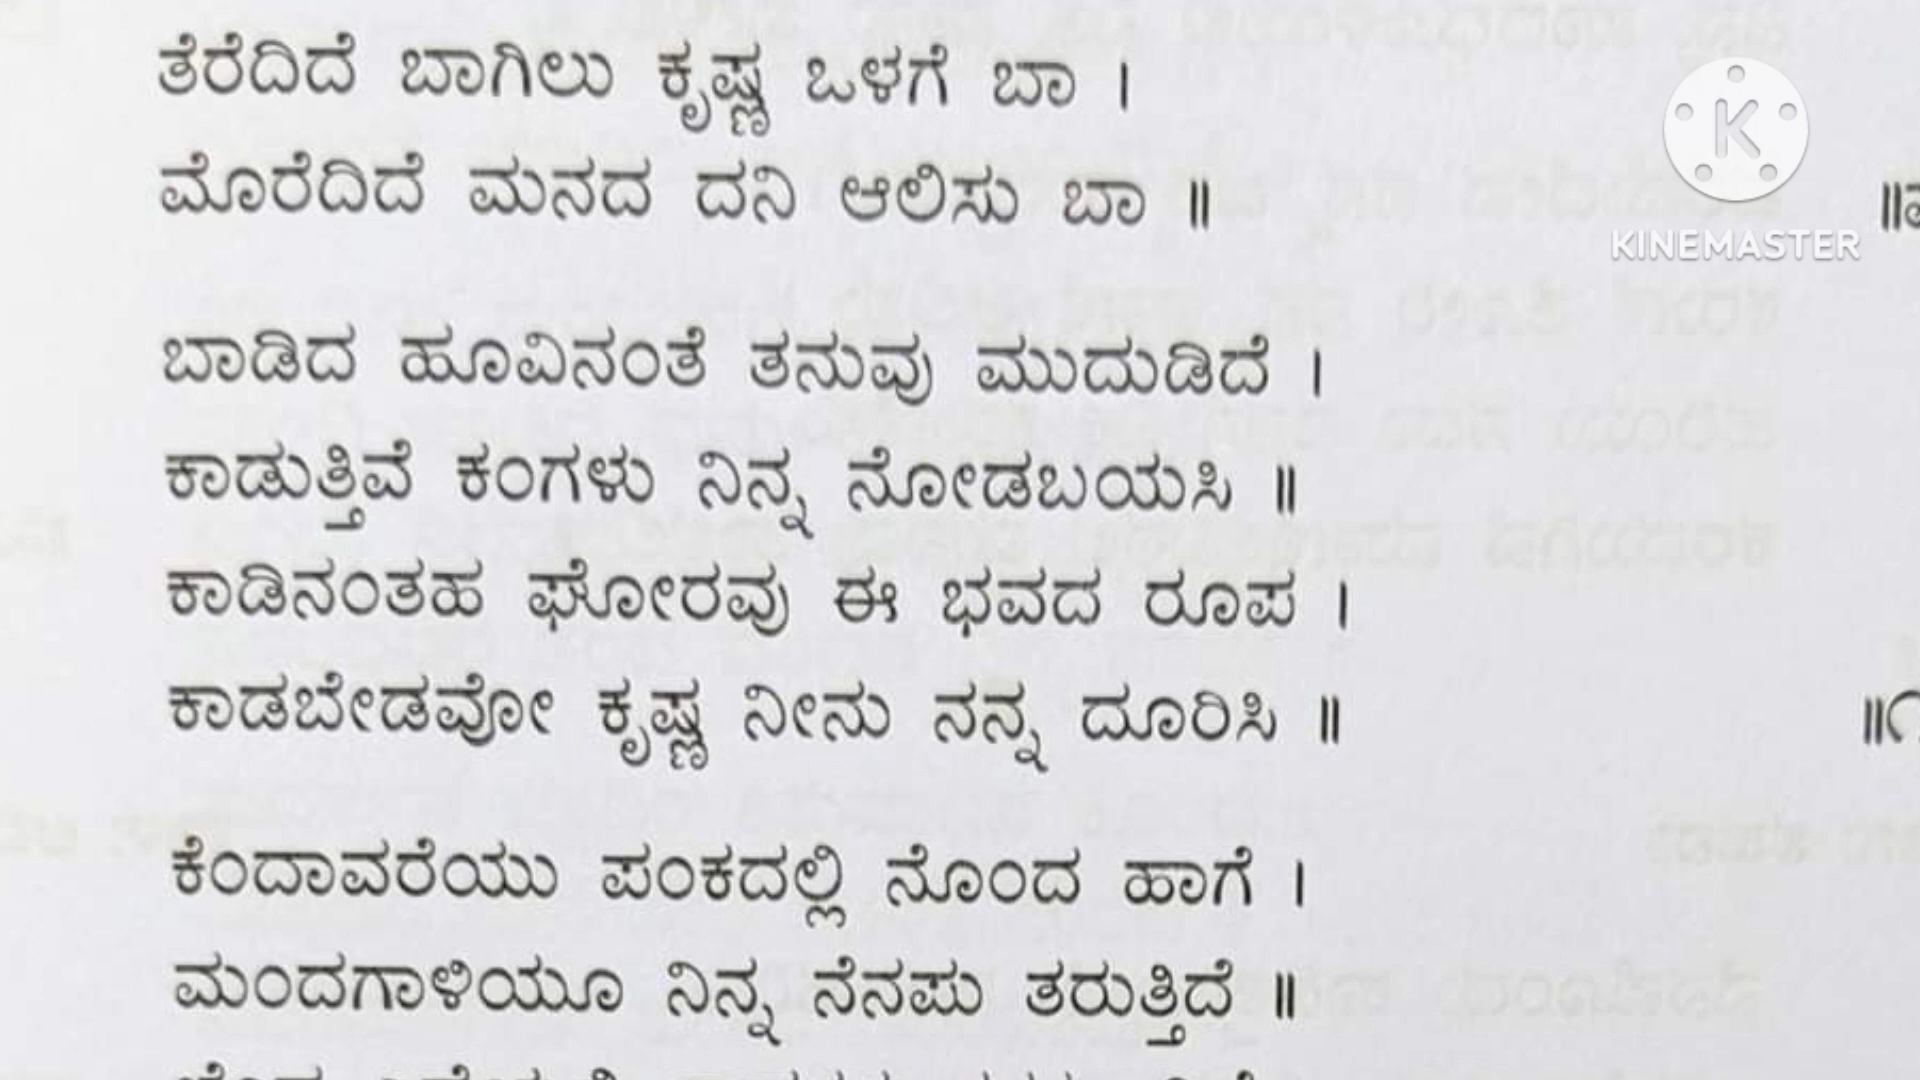 ತೆರೆದಿದೆ ಬಾಗಿಲು ಕೃಷ್ಣ ಒಳಗೆ ಬಾ ।
ಮೊರೆದಿದೆ ಮನದ ದನಿ ಆಲಿಸು ಬಾ ॥
KINEMASTER
ಬಾಡಿದ ಹೂವಿನಂತೆ ತನುವು ಮುದುಡಿದೆ ।
ಕಾಡುತ್ತಿವೆ ಕಂಗಳು ನಿನ್ನ ನೋಡಬಯಸಿ ॥
ಕಾಡಿನಂತಹ ಘೋರವು ಈ ಭವದ ರೂಪ ।
ಕಾಡಬೇಡವೋ ಕೃಷ್ಣ ನೀನು ನನ್ನ ದೂರಿಸಿ ॥ ॥೧
ಕೆಂದಾವರೆಯು ಪಂಕದಲ್ಲಿ ನೊಂದ ಹಾಗೆ ।
ಮಂದಗಾಳಿಯೂ ನಿನ್ನ ನೆನಪು ತರುತ್ತಿದೆ ॥